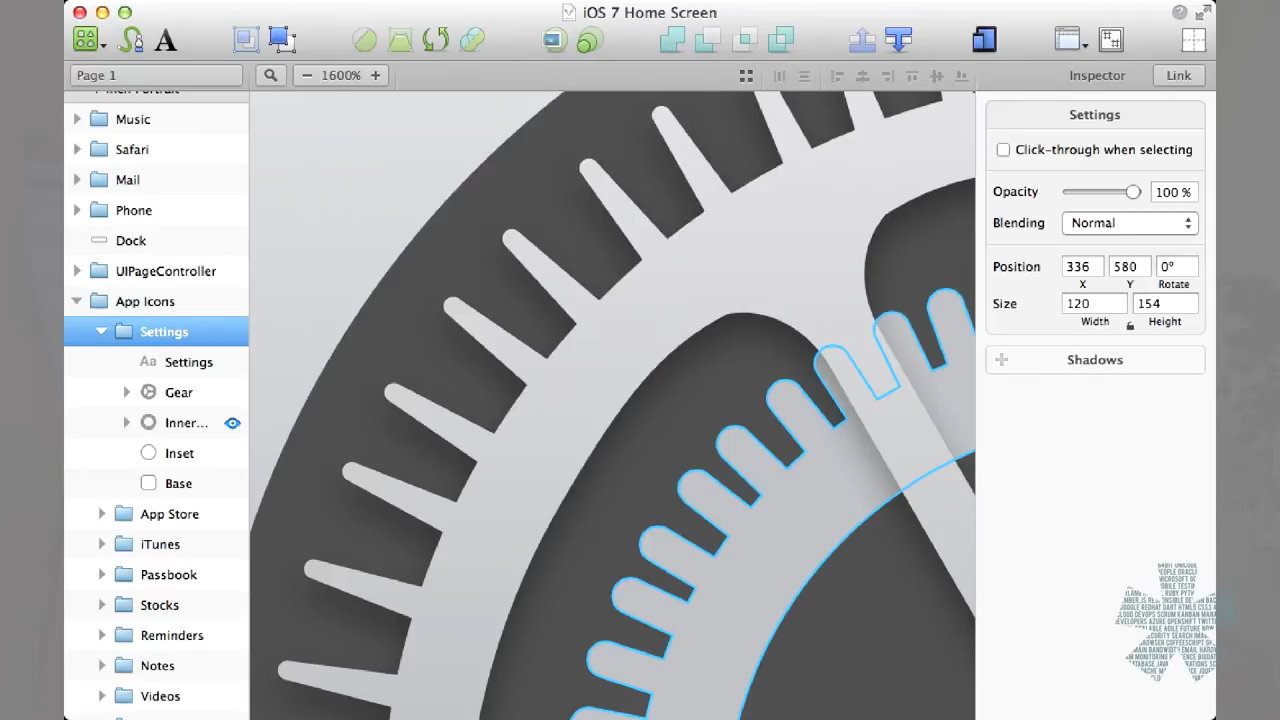 iOS 7 Home Screen
Page 1
1600%
Inspector
Link
Music
Safari
Mail
Phone
Dock
UIPageController
App Icons
Settings
Aa Settings
Gear
Inner...
Inset
Base
App Store
iTunes
Passbook
Stocks
Reminders
Notes
Videos
Settings
Click-through when selecting
Opacity 100 %
Blending Normal
Position 336 580 0°
X Y Rotate
Size 120 154
Width Height
Shadows